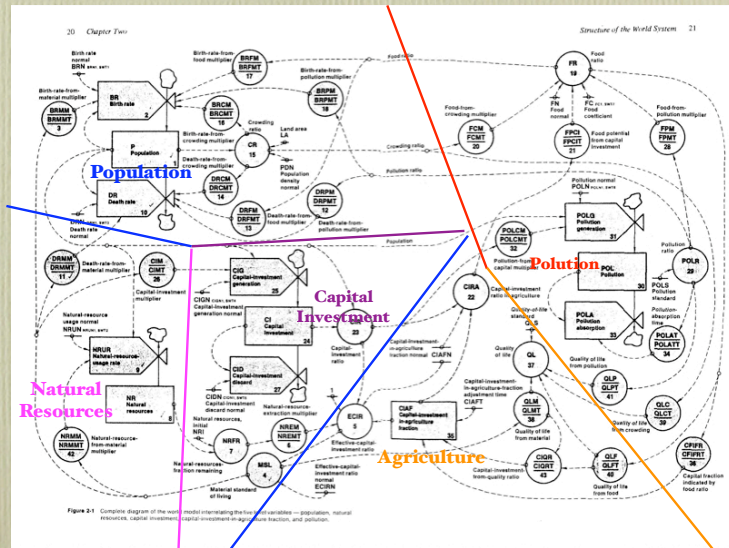 20 Chapter Two
Structure of the World System 21
Birth rate
normal
BRN
Birth-rate-from-
material multiplier
BRMM
BRMMT
3
BR
Birth rate
2
Birth-rate-from-
food multiplier
BRFM
BRFMT
17
Birth-rate-from-
pollution multiplier
BRPM
BRPMT
18
BRCM
BRCMT
16
Birth-rate-from-
crowding multiplier
Crowding
ratio
CR
15
Land area
LA
PDN
Population
density
normal
P
Population
1
Death-rate-from-
crowding multiplier
DRCM
DRCMT
14
Population
DR
Death rate
10
Death rate
normal
DRFM
DRFMT
13
Death-rate-from-
food multiplier
DRPM
DRPMT
12
Death-rate-from-
pollution multiplier
DRMM
DRMMT
11
Death-rate-from-
material multiplier
Food ratio
Crowding ratio
Pollution ratio
Population
FR
19
Food
ratio
FN
Food
normal
FC
Food
coefficient
Food-from-
crowding multiplier
FCM
FCMT
20
FPCI
FPCIT
21
Food potential
from capital
investment
Food-from-
pollution multiplier
FPM
FPMT
28
Pollution normal
POLN
POLCM
POLCMT
32
Pollution-from-
capital multiplier
POLG
Pollution
generation
31
Polution
POL
Pollution
30
Pollution
ratio
POLR
29
POLS
Pollution
standard
POLA
Pollution
absorption
33
Pollution-
absorption
time
POLAT
POLATT
34
CIM
CIMT
26
Capital-investment
multiplier
CIG
Capital-investment
generation
25
CIGN
Capital-investment
generation normal
Capital
Investment
CI
Capital
investment
24
CIR
23
Capital-
investment
ratio
CID
Capital-investment
discard
27
CIDN
Capital-investment
discard normal
Natural-resource
usage normal
NRUN
NRUR
Natural-resource-
usage rate
9
Natural
Resources
NR
Natural
resources
8
NRMM
NRMMT
42
Natural-resource-
from-material
multiplier
Natural
resources,
initial
NRI
NRFR
7
Natural-resources-
fraction remaining
Natural-resource-
extraction multiplier
NREM
NREMT
6
MSL
4
Material standard
of living
ECIR
5
Effective-capital-
investment ratio
Effective-capital-
investment ratio
normal
ECIRN
CIRA
22
Capital-investment
ratio in agriculture
Capital-investment-
in-agriculture
fraction normal
CIAFN
Capital-investment-
in-agriculture-fraction
adjustment time
CIAFT
CIAF
Capital-investment-
in-agriculture
fraction
35
Agriculture
Capital-investment-
from-quality ratio
CIQR
CIQRT
43
Quality-of-life
standard
QLS
Quality
of life
QL
37
QLM
QLMT
38
Quality of life
from material
Quality of life
from pollution
QLP
QLPT
41
QLC
QLCT
39
Quality of life
from crowding
QLF
QLFT
40
Quality of life
from food
CFIFR
CFIFRT
36
Capital fraction
indicated by
food ratio
Figure 2-1 Complete diagram of the world model interrelating the five level variables — population, natural
resources, capital investment, capital-investment-in-agriculture fraction, and pollution.